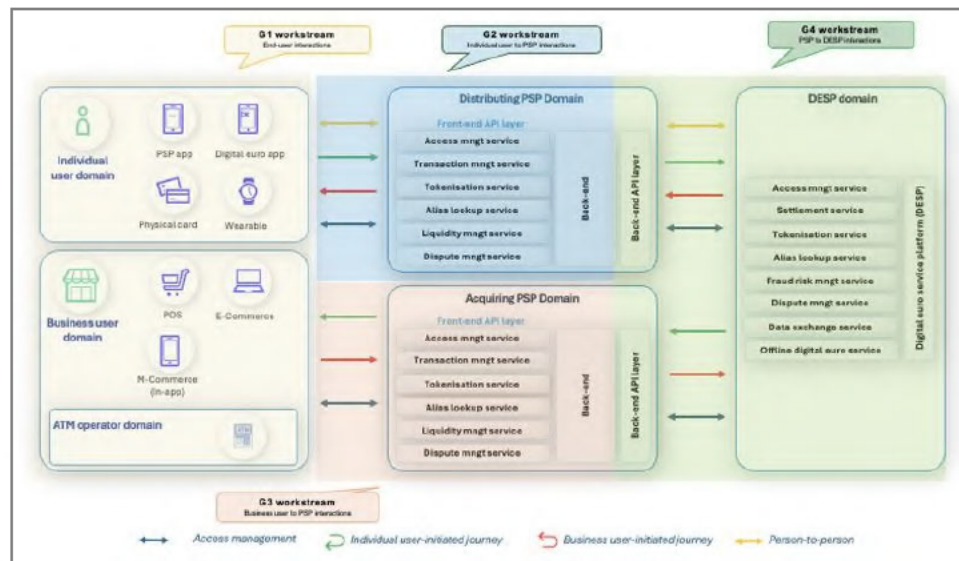 G1 workstream
End-user interactions
G2 workstream
Individual user to PSP interactions
G4 workstream
PSP to DESP interactions
Individual
user domain
PSP app
Digital euro app
Physical card
Wearable
Distributing PSP Domain
Front-end API layer
Access mngt service
Transaction mngt service
Tokenisation service
Alias lookup service
Liquidity mngt service
Dispute mngt service
Back-end
Back-end API layer
DESP domain
Access mngt service
Settlement service
Tokenisation service
Alias lookup service
Fraud risk mngt service
Dispute mngt service
Data exchange service
Offline digital euro service
Digital euro service platform (DESP)
Business user
domain
POS
E-Commerce
M-Commerce
(in-app)
ATM operator domain
Acquiring PSP Domain
Front-end API layer
Access mngt service
Transaction mngt service
Tokenisation service
Alias lookup service
Liquidity mngt service
Dispute mngt service
Back-end
Back-end API layer
G3 workstream
Business user to PSP interactions
Access management
Individual user-initiated journey
Business user-initiated journey
Person-to-person